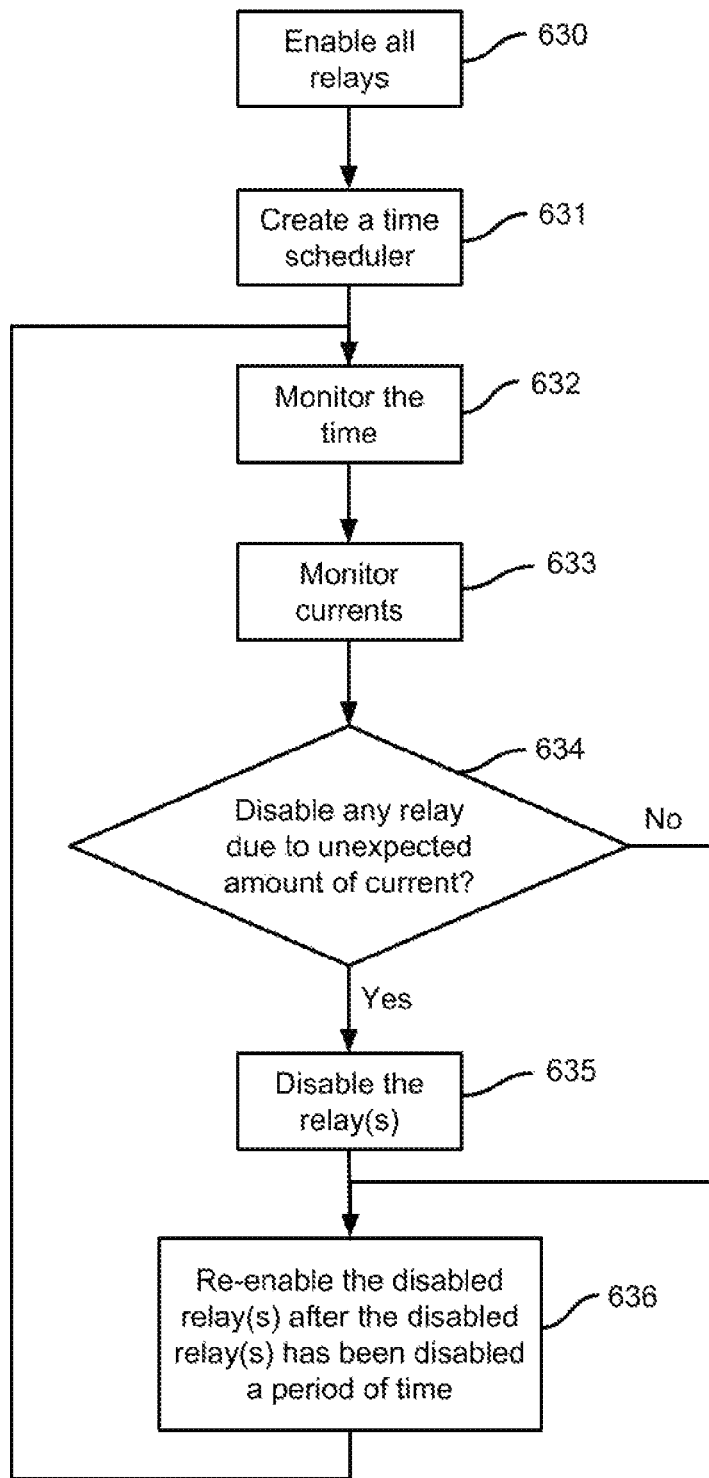 Enable all
relays
630
Create a time
scheduler
631
Monitor the
time
632
Monitor
currents
633
634
Disable any relay
due to unexpected
amount of current?
No
Yes
Disable the
relay(s)
635
Re-enable the disabled
relay(s) after the disabled
relay(s) has been disabled
a period of time
636